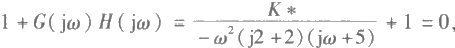 1 + G(jω)H(jω) = K* / (-ω²(j2+2)(jω+5)) + 1 = 0,